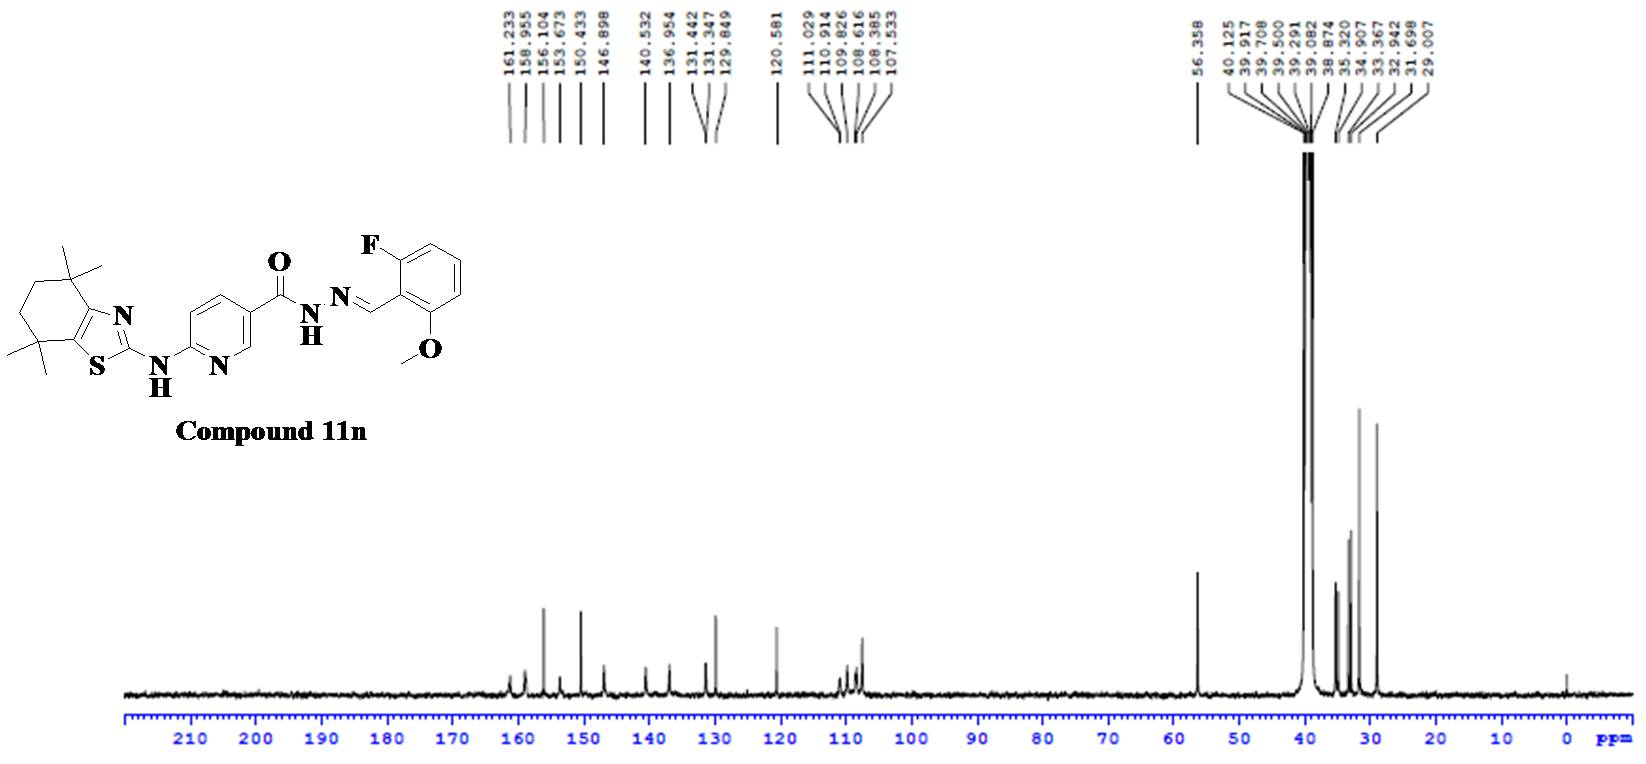 161.233
158.955
156.104
153.673
150.433
146.898
140.532
136.954
131.442
131.347
129.849
120.581
111.029
110.914
109.826
108.616
108.385
107.533
56.358
40.125
39.917
39.708
39.500
39.291
39.082
38.874
35.320
34.907
33.367
32.942
31.698
29.007
F
O
N
N
H
N
O
S
N
H
N
Compound 11n
210 200 190 180 170 160 150 140 130 120 110 100 90 80 70 60 50 40 30 20 10 0 ppm